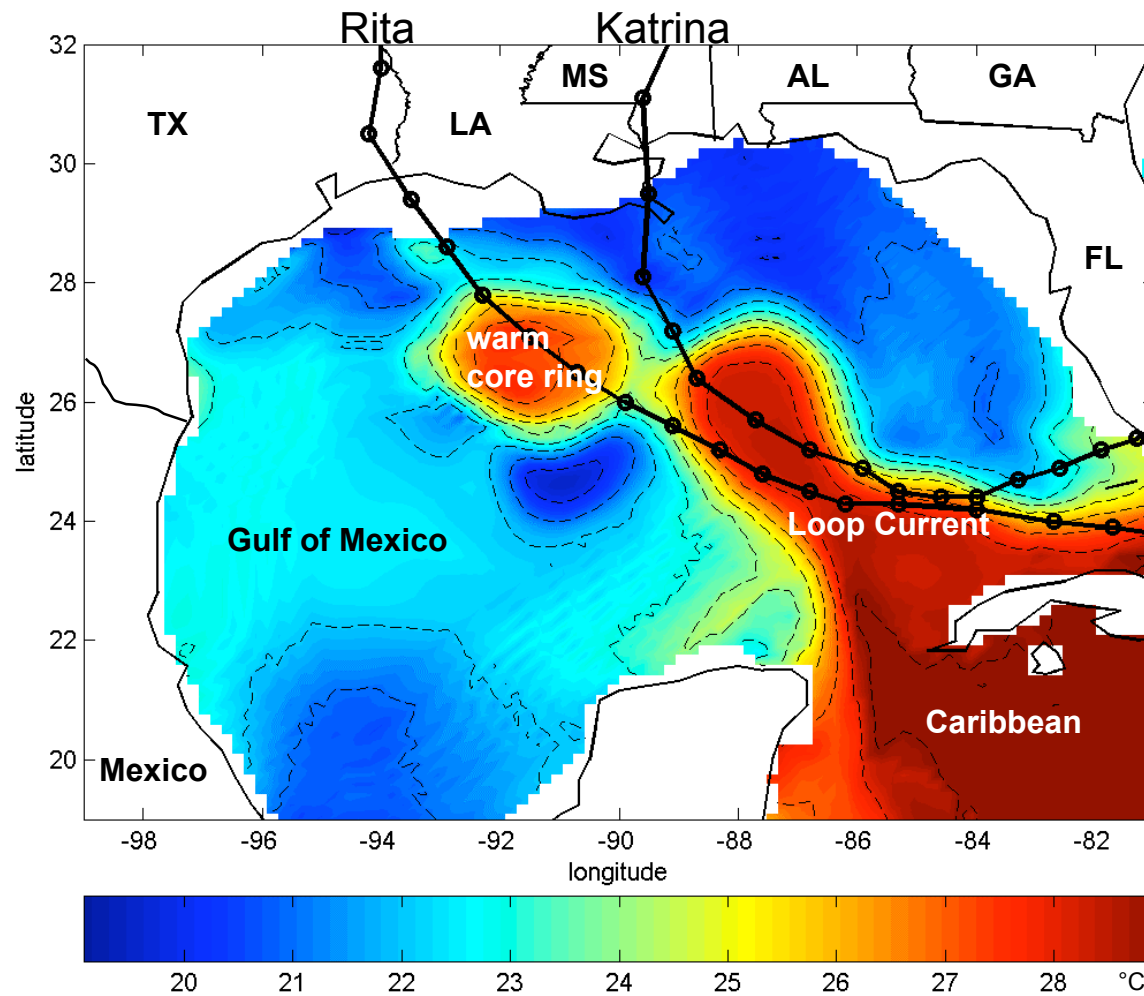 Rita Katrina
32
30
28
26
24
22
20
latitude
TX
LA
MS
AL
GA
FL
warm
core ring
Loop Current
Gulf of Mexico
Caribbean
Mexico
-98 -96 -94 -92 -90 -88 -86 -84 -82
longitude
20 21 22 23 24 25 26 27 28 °C